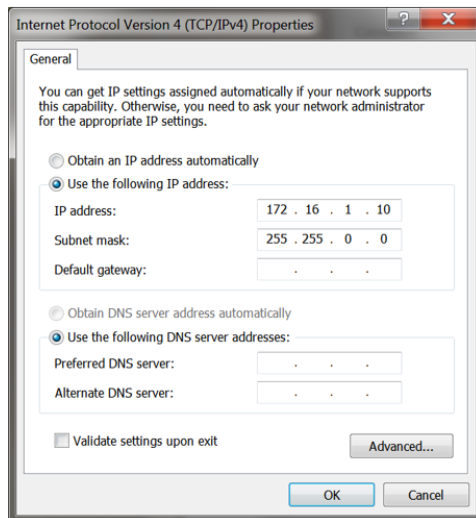 Internet Protocol Version 4 (TCP/IPv4) Properties
General
You can get IP settings assigned automatically if your network supports
this capability. Otherwise, you need to ask your network administrator
for the appropriate IP settings.
Obtain an IP address automatically
Use the following IP address:
IP address: 172 . 16 . 1 . 10
Subnet mask: 255 . 255 . 0 . 0
Default gateway: . . .
Obtain DNS server address automatically
Use the following DNS server addresses:
Preferred DNS server: . . .
Alternate DNS server: . . .
Validate settings upon exit
Advanced...
OK Cancel